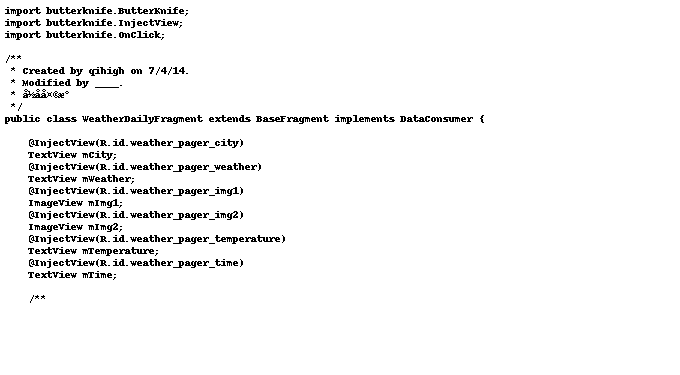 import butterknife.ButterKnife;
import butterknife.InjectView;
import butterknife.OnClick;
/**
* Created by qihigh on 7/4/14.
* Modified by ____.
*
*/
public class WeatherDailyFragment extends BaseFragment implements DataConsumer {
@InjectView(R.id.weather_pager_city)
TextView mCity;
@InjectView(R.id.weather_pager_weather)
TextView mWeather;
@InjectView(R.id.weather_pager_img1)
ImageView mImg1;
@InjectView(R.id.weather_pager_img2)
ImageView mImg2;
@InjectView(R.id.weather_pager_temperature)
TextView mTemperature;
@InjectView(R.id.weather_pager_time)
TextView mTime;
/**